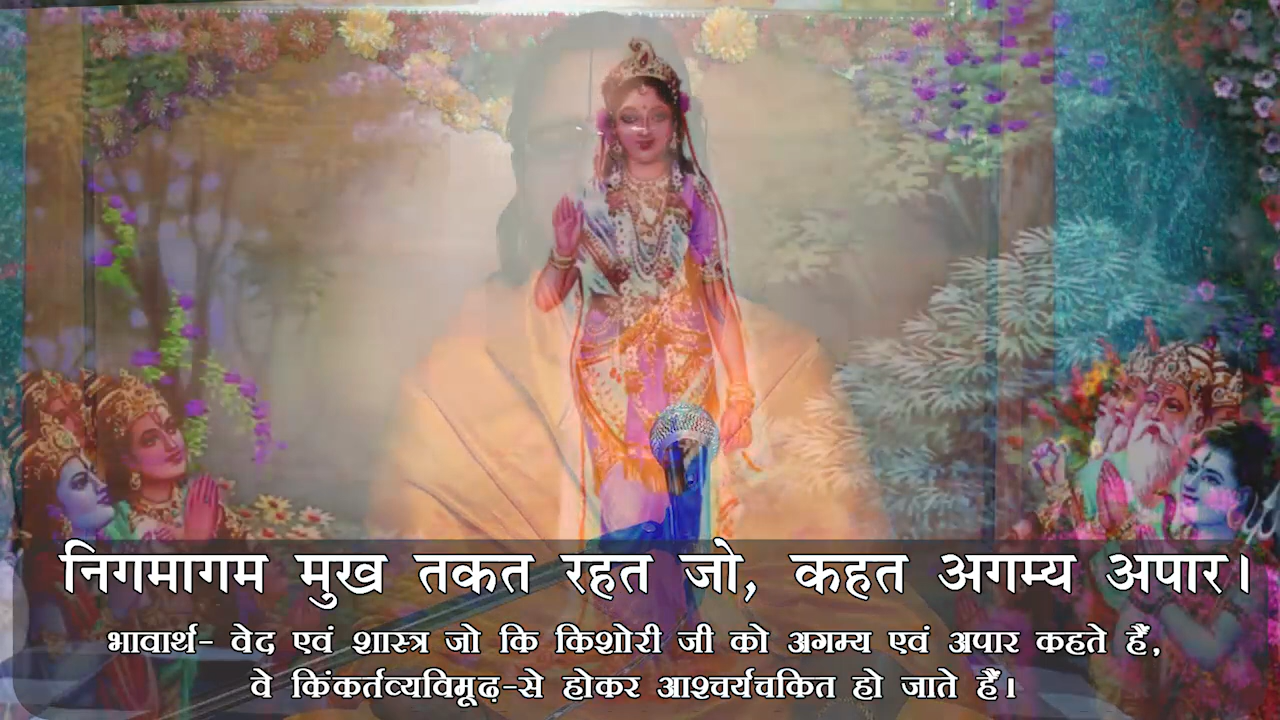 निगमागम मुख तकत रहत जो, कहत अगम्य अपार।
भावार्थ- वेद एवं शास्त्र जो कि किशोरी जी को अगम्य एवं अपार कहते हैं,
वे किंकर्तव्यविमूढ़-से होकर आश्चर्यचकित हो जाते हैं।